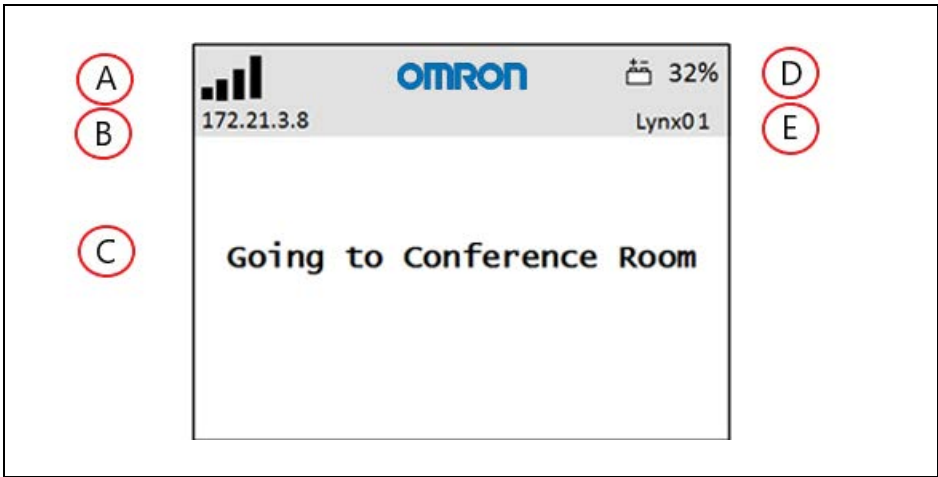 A OMRON 32% D
B 172.21.3.8 Lynx01 E
C Going to Conference Room